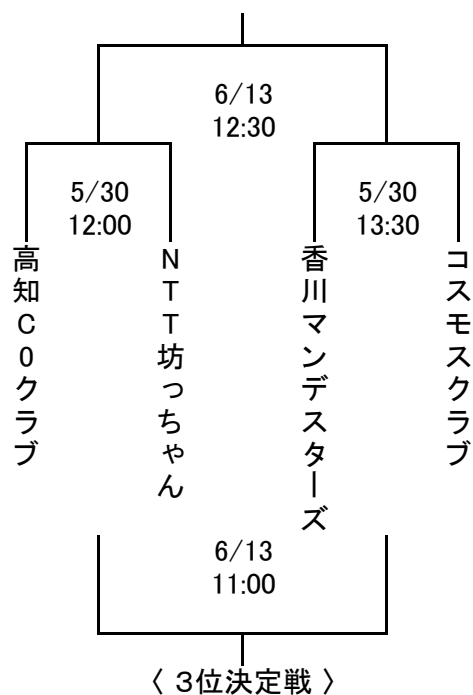 6/13
12:30
5/30
12:00
5/30
13:30
高知C0クラブ
NTT坊っちゃん
香川マンデスターズ
コスモスクラブ
6/13
11:00
〈 3位決定戦 〉